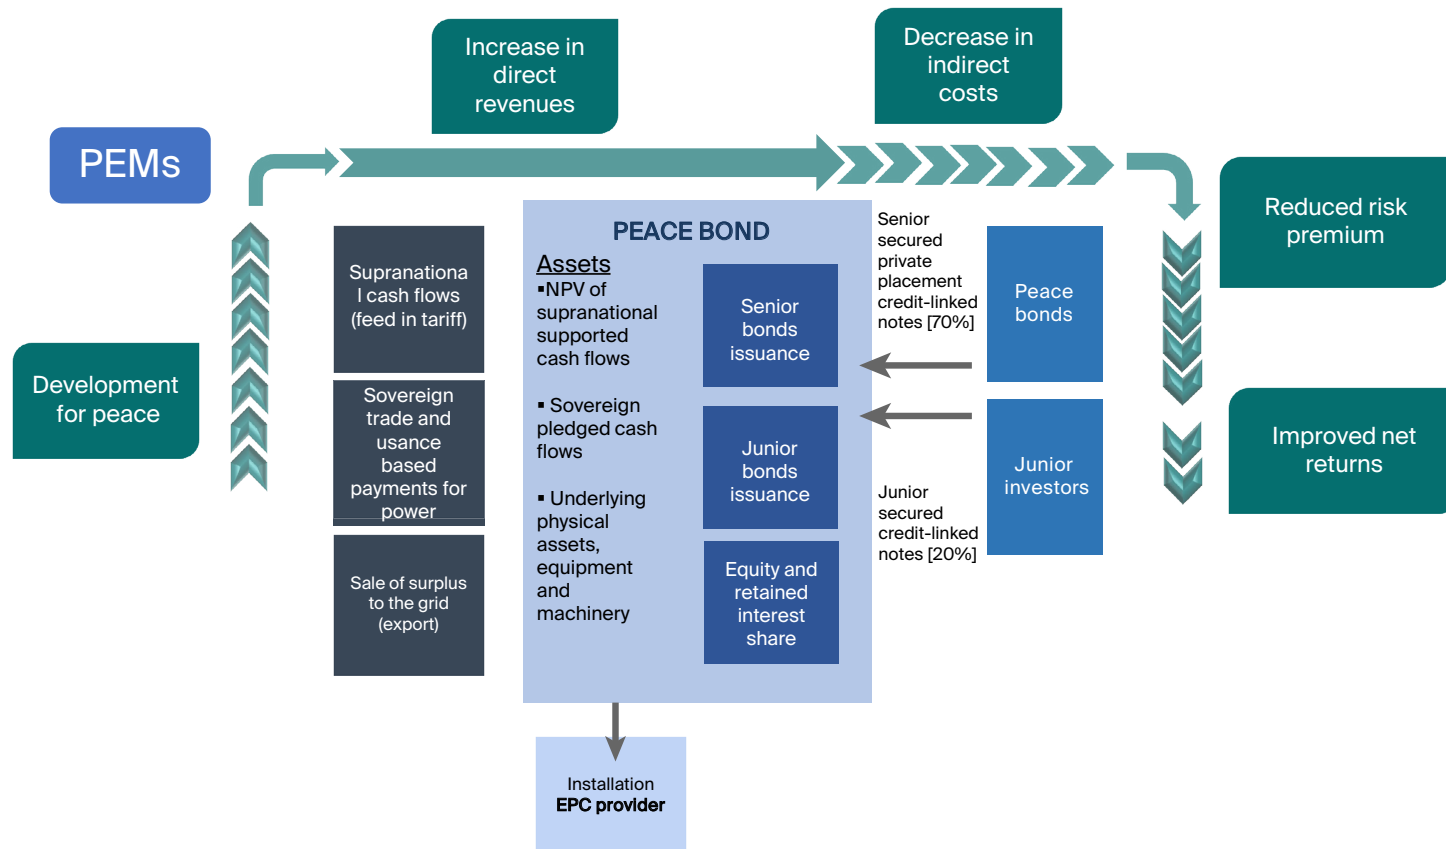 Increase in
direct
revenues
Decrease in
indirect
costs
PEMs
Reduced risk
premium
Development
for peace
Improved net
returns
Supranationa
l cash flows
(feed in tariff)
Sovereign
trade and
usance
based
payments for
power
Sale of surplus
to the grid
(export)
PEACE BOND
Assets
▪NPV of
supranational
supported
cash flows
▪ Sovereign
pledged cash
flows
▪ Underlying
physical
assets,
equipment
and
machinery
Senior
bonds
issuance
Junior
bonds
issuance
Equity and
retained
interest
share
Senior
secured
private
placement
credit-linked
notes [70%]
Junior
secured
credit-linked
notes [20%]
Peace
bonds
Junior
investors
Installation
EPC provider